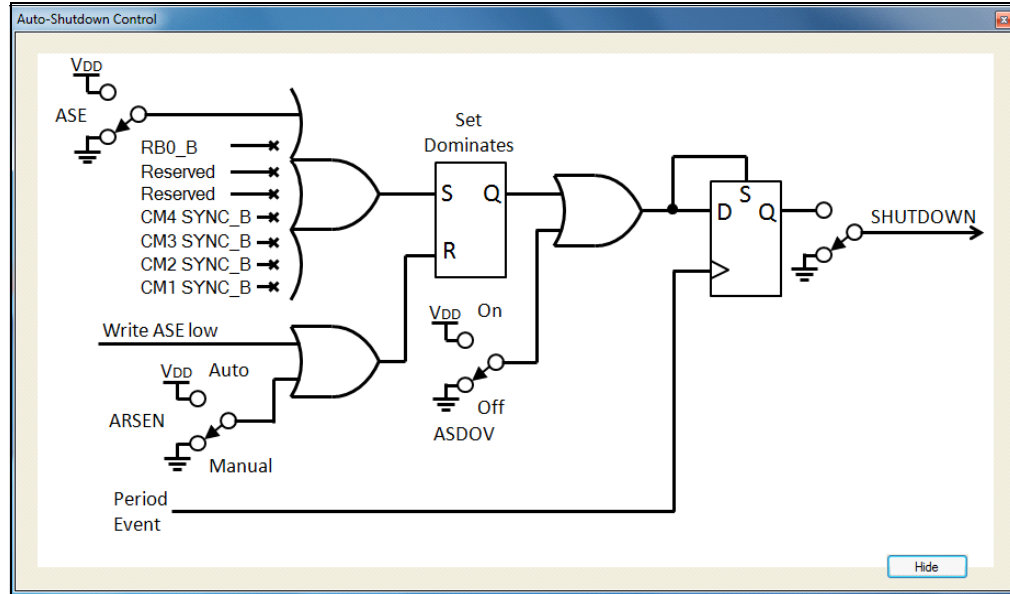 Auto-Shutdown Control
VDD
ASE
RB0_B
Reserved
Reserved
CM4 SYNC_B
CM3 SYNC_B
CM2 SYNC_B
CM1 SYNC_B
Set
Dominates
S Q
R
D S Q
SHUTDOWN
Write ASE low
VDD Auto
ARSEN
Manual
VDD On
Off
ASDOV
Period
Event
Hide